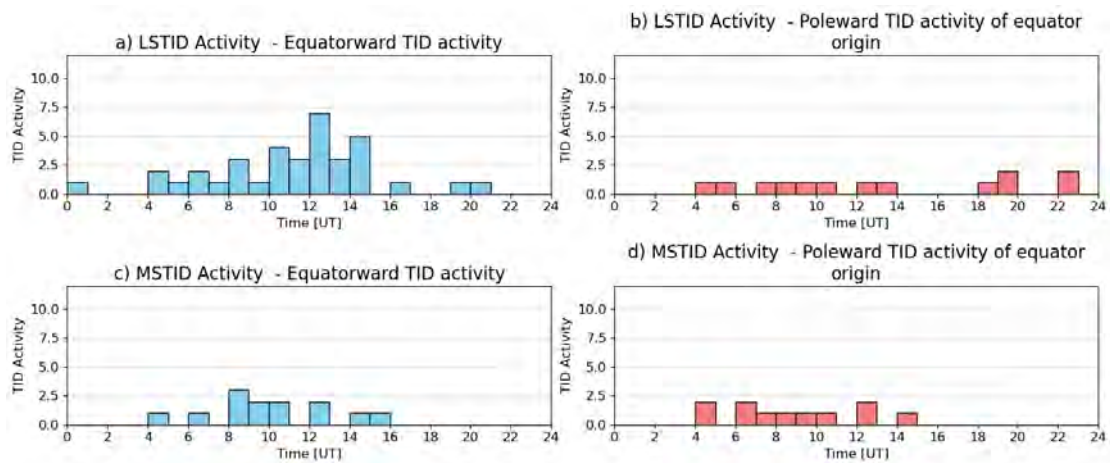 a) LSTID Activity - Equatorward TID activity
10.0
7.5
5.0
2.5
0.0
TID Activity
0 2 4 6 8 10 12 14 16 18 20 22 24
Time [UT]
b) LSTID Activity - Poleward TID activity of equator
origin
10.0
7.5
5.0
2.5
0.0
TID Activity
0 2 4 6 8 10 12 14 16 18 20 22 24
Time [UT]
c) MSTID Activity - Equatorward TID activity
10.0
7.5
5.0
2.5
0.0
TID Activity
0 2 4 6 8 10 12 14 16 18 20 22 24
Time [UT]
d) MSTID Activity - Poleward TID activity of equator
origin
10.0
7.5
5.0
2.5
0.0
TID Activity
0 2 4 6 8 10 12 14 16 18 20 22 24
Time [UT]